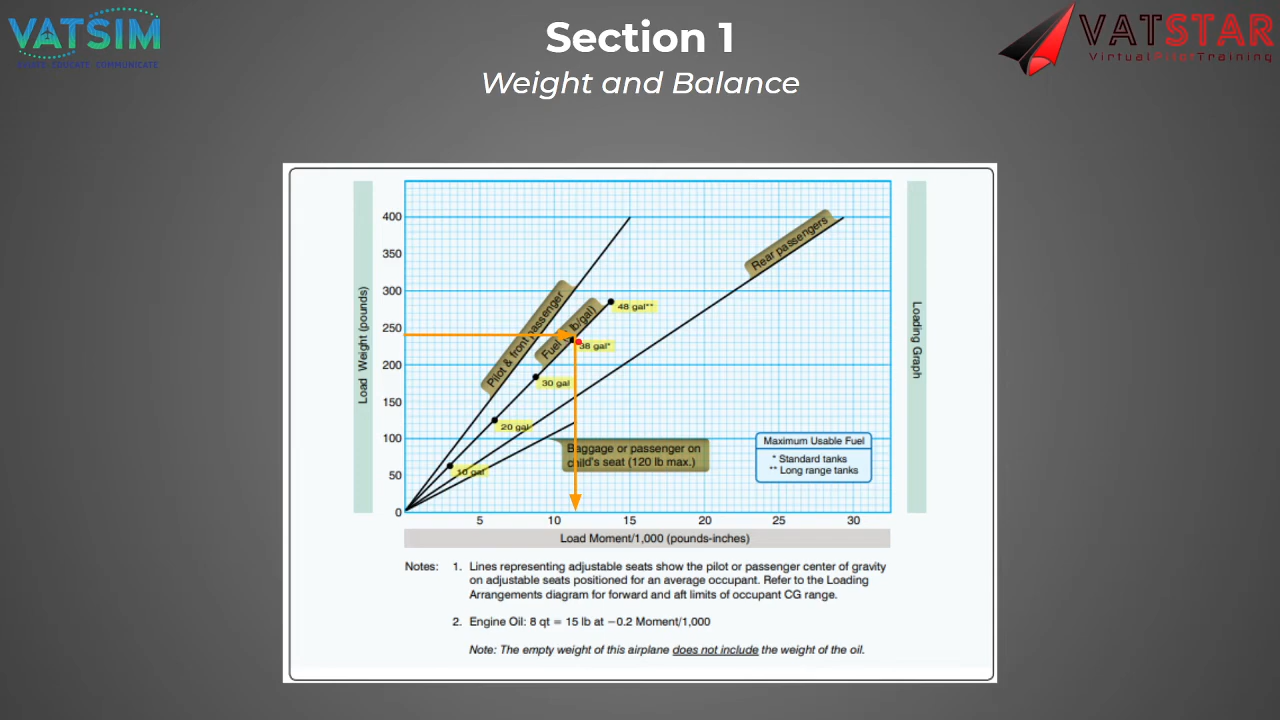 VATSIM
EDUCATE. COMMUNICATE
Section 1
Weight and Balance
VATSTAR
VirtualPilotTraining
Load Weight (pounds)
400
350
300
250
200
150
100
50
0
Pilot & front passenger
Fuel lb/gal)
Rear passengers
48 gal**
38 gal*
30 gal
20 gal
10 gal
Baggage or passenger on
child's seat (120 lb max.)
Maximum Usable Fuel
* Standard tanks
** Long range tanks
Loading Graph
5 10 15 20 25 30
Load Moment/1,000 (pounds-inches)
Notes: 1. Lines representing adjustable seats show the pilot or passenger center of gravity
on adjustable seats positioned for an average occupant. Refer to the Loading
Arrangements diagram for forward and aft limits of occupant CG range.
2. Engine Oil: 8 qt = 15 lb at −0.2 Moment/1,000
Note: The empty weight of this airplane does not include the weight of the oil.